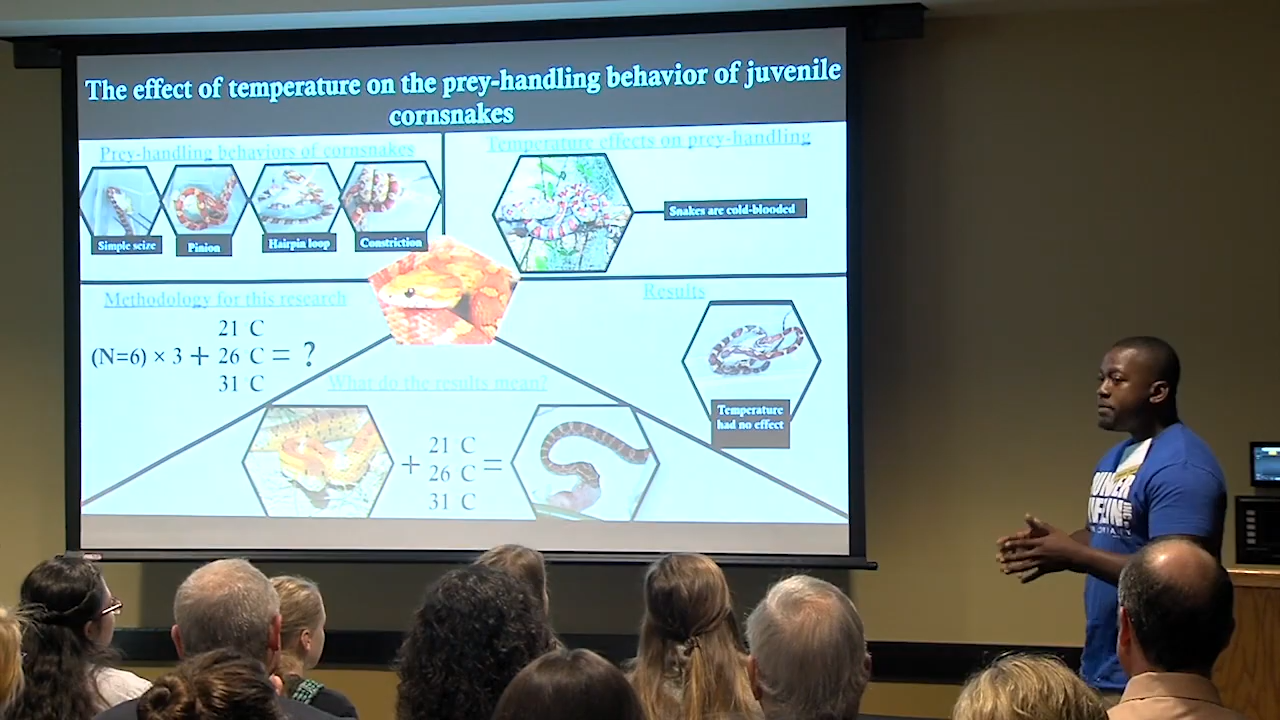 The effect of temperature on the prey-handling behavior of juvenile
cornsnakes
Prey-handling behaviors of cornsnakes
Simple seize
Pinion
Hairpin loop
Constriction
Temperature effects on prey-handling
Snakes are cold-blooded
Methodology for this research
21 C
(N=6) × 3 + 26 C = ?
31 C
Results
Temperature
had no effect
What do the results mean?
21 C
+ 26 C =
31 C